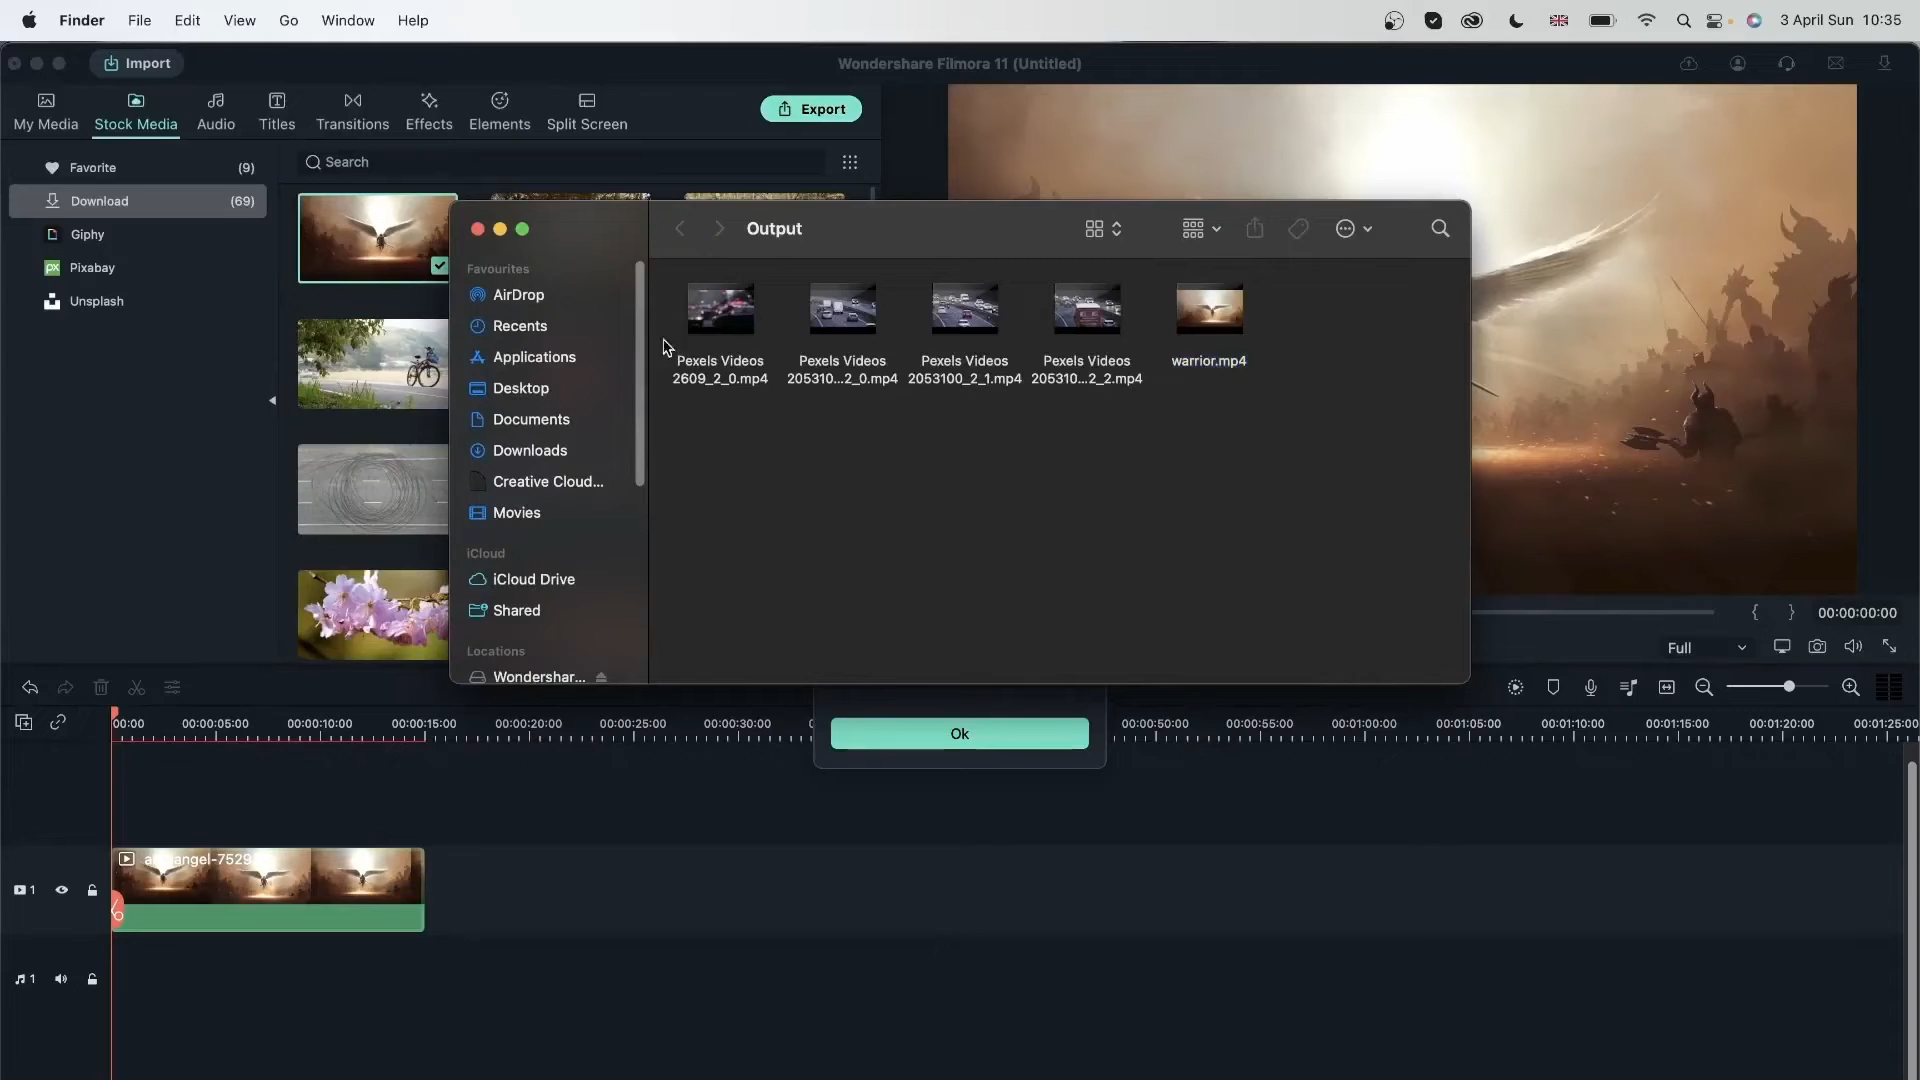 Finder File Edit View Go Window Help
3 April Sun 10:35
Import
Wondershare Filmora 11 (Untitled)
My Media
Stock Media
Audio
Titles
Transitions
Effects
Elements
Split Screen
Export
Favorite (9)
Download (69)
Giphy
Pixabay
Unsplash
Search
Output
Favourites
AirDrop
Recents
Applications
Desktop
Documents
Downloads
Creative Cloud...
Movies
iCloud
iCloud Drive
Shared
Locations
Wondershar...
Pexels Videos
2609_2_0.mp4
Pexels Videos
205310...2_0.mp4
Pexels Videos
2053100_2_1.mp4
Pexels Videos
205310...2_2.mp4
warrior.mp4
{ } 00:00:00:00
Full
Ok
00:00 00:00:05:00 00:00:10:00 00:00:15:00 00:00:20:00 00:00:25:00 00:00:30:00 00:00:50:00 00:00:55:00 00:01:00:00 00:01:05:00 00:01:10:00 00:01:15:00 00:01:20:00 00:01:25:00
1
1